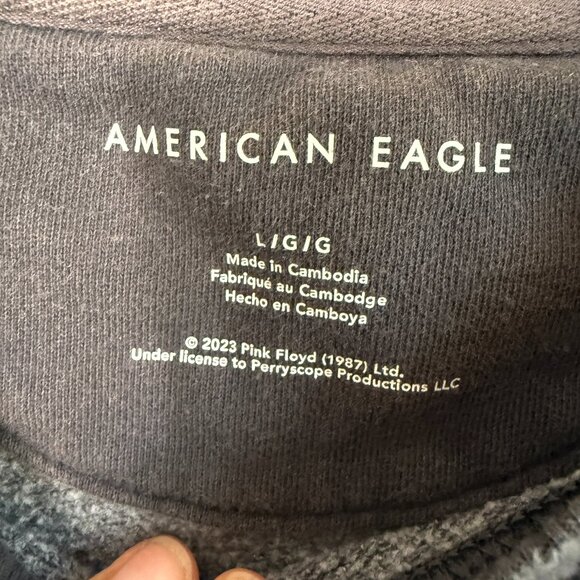 AMERICAN EAGLE
L/G/G
Made in Cambodia
Fabriqué au Cambodge
Hecho en Camboya
© 2023 Pink Floyd (1987) Ltd.
Under license to Perryscope Productions LLC